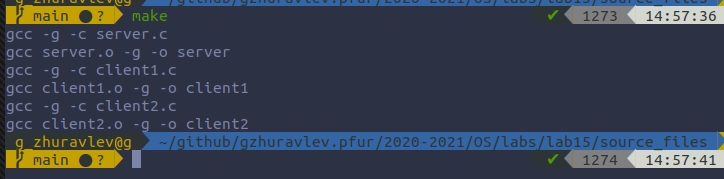 g_zhuravlev@g ~/github/gzhuravlev.pfur/2020-2021/OS/labs/lab15/source_files
main ●? make ✔ 1273 14:57:36
gcc -g -c server.c
gcc server.o -g -o server
gcc -g -c client1.c
gcc client1.o -g -o client1
gcc -g -c client2.c
gcc client2.o -g -o client2
g_zhuravlev@g ~/github/gzhuravlev.pfur/2020-2021/OS/labs/lab15/source_files
main ●? ✔ 1274 14:57:41